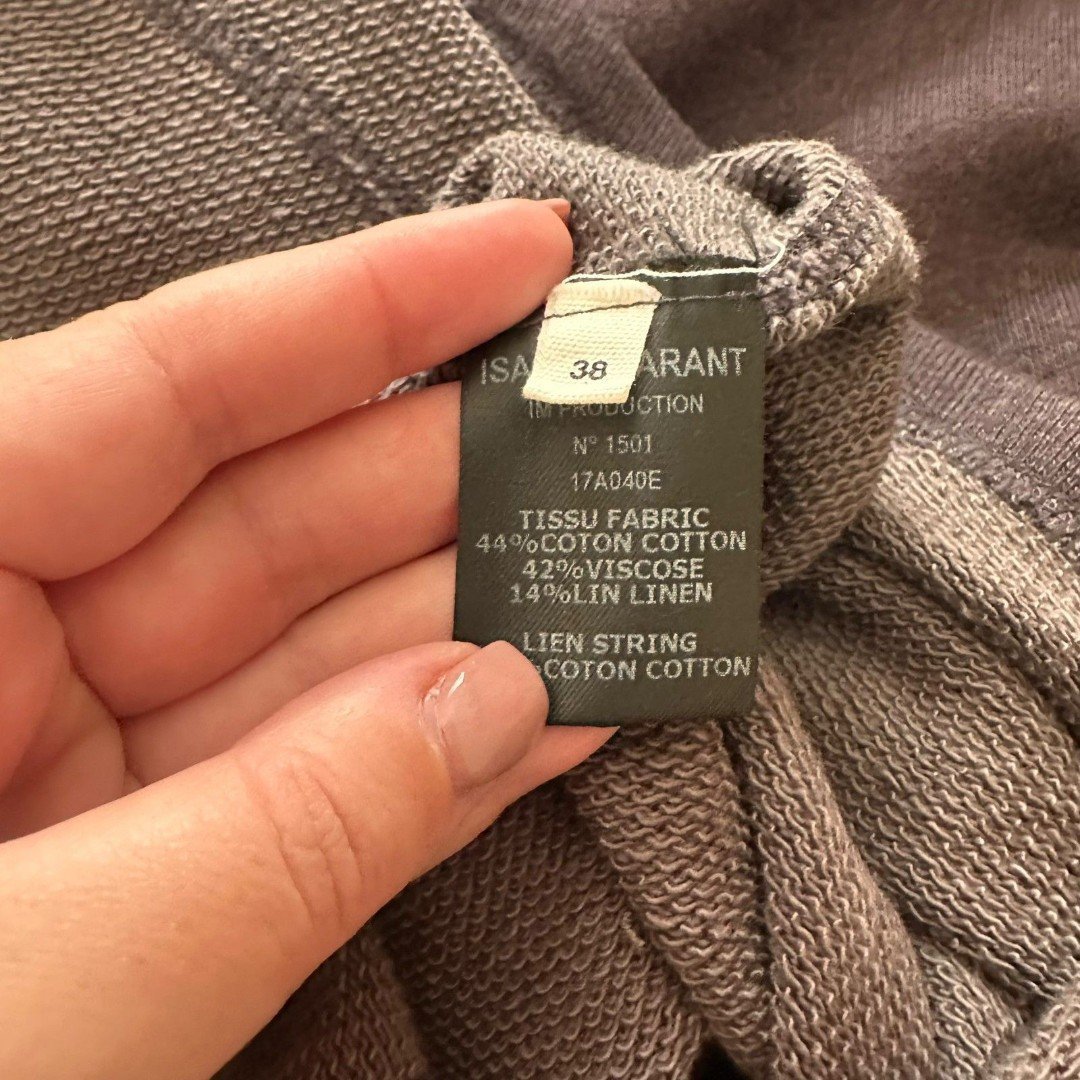 38
ISA ARANT
IM PRODUCTION
N° 1501
17A040E
TISSU FABRIC
44%COTON COTTON
42%VISCOSE
14%LIN LINEN
LIEN STRING
%COTON COTTON